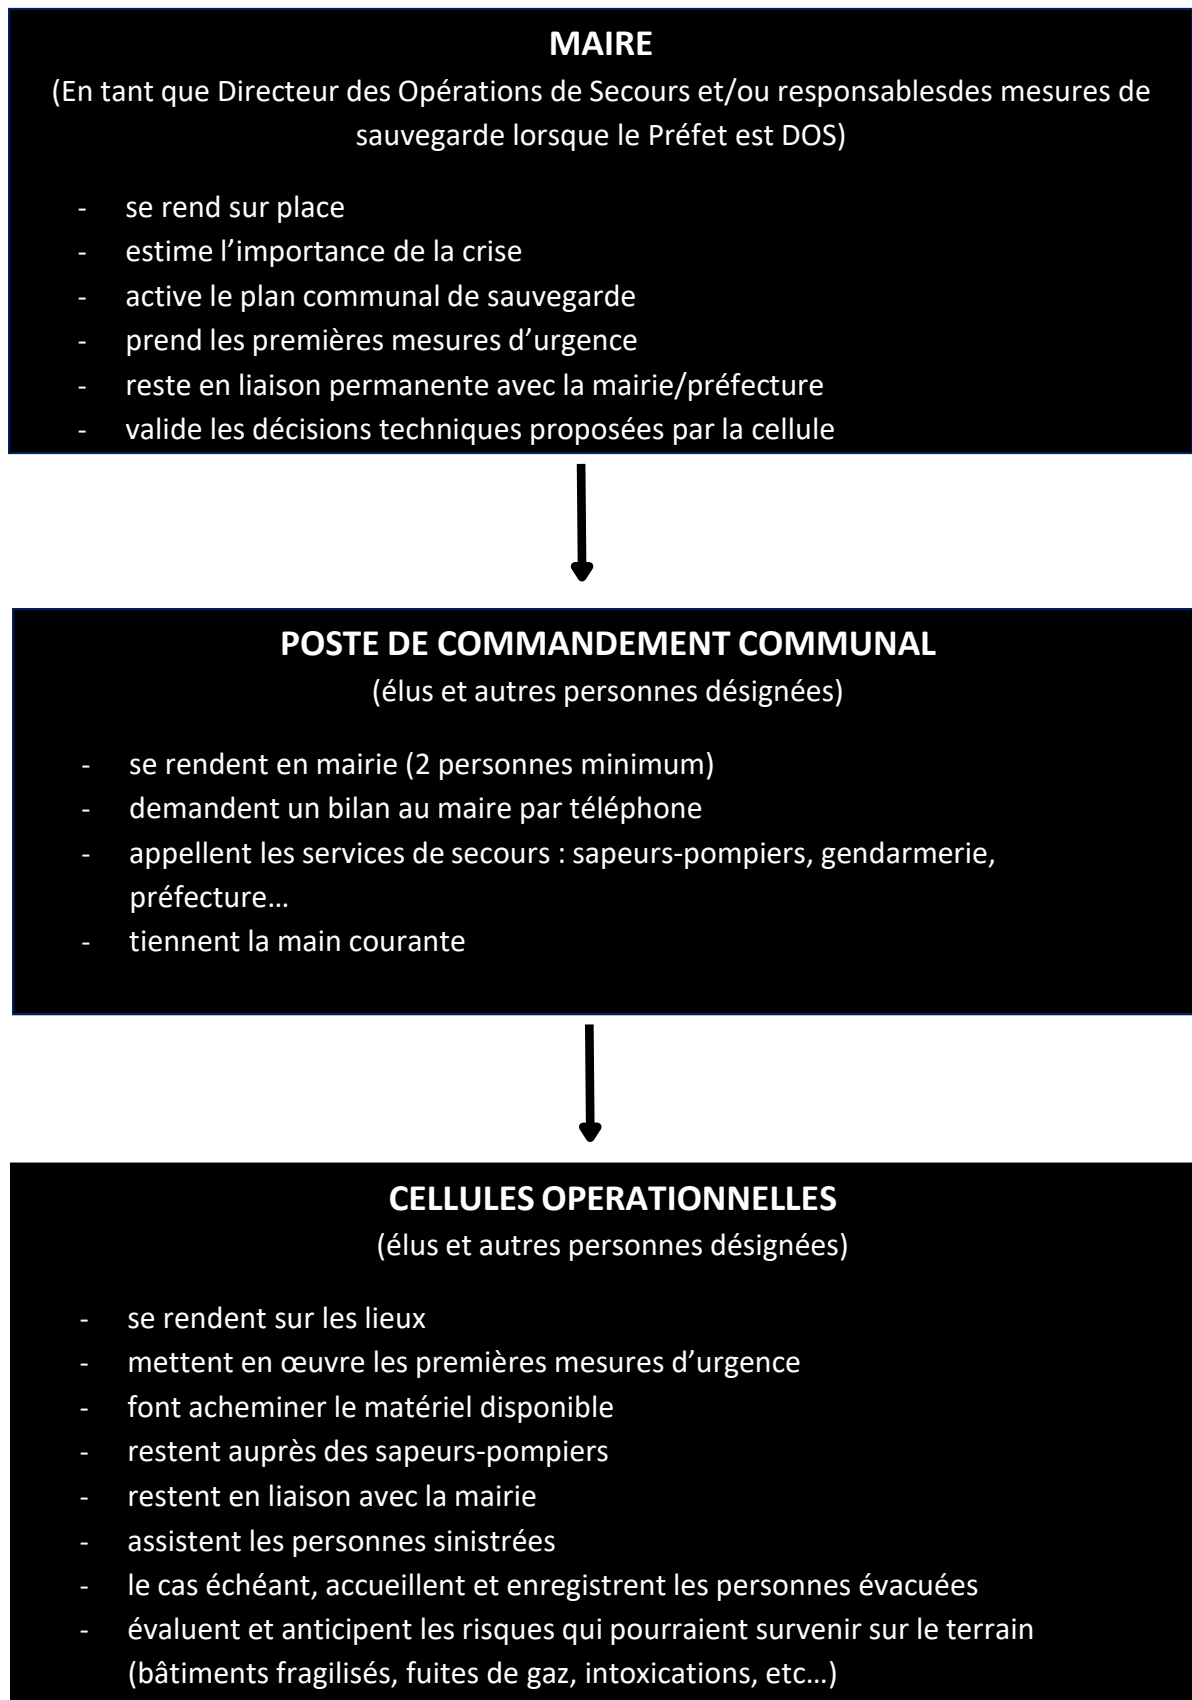 MAIRE
(En tant que Directeur des Opérations de Secours et/ou responsablesdes mesures de
sauvegarde lorsque le Préfet est DOS)
- se rend sur place
- estime l’importance de la crise
- active le plan communal de sauvegarde
- prend les premières mesures d’urgence
- reste en liaison permanente avec la mairie/préfecture
- valide les décisions techniques proposées par la cellule
POSTE DE COMMANDEMENT COMMUNAL
(élus et autres personnes désignées)
- se rendent en mairie (2 personnes minimum)
- demandent un bilan au maire par téléphone
- appellent les services de secours : sapeurs-pompiers, gendarmerie,
préfecture…
- tiennent la main courante
CELLULES OPERATIONNELLES
(élus et autres personnes désignées)
- se rendent sur les lieux
- mettent en œuvre les premières mesures d’urgence
- font acheminer le matériel disponible
- restent auprès des sapeurs-pompiers
- restent en liaison avec la mairie
- assistent les personnes sinistrées
- le cas échéant, accueillent et enregistrent les personnes évacuées
- évaluent et anticipent les risques qui pourraient survenir sur le terrain
(bâtiments fragilisés, fuites de gaz, intoxications, etc…)